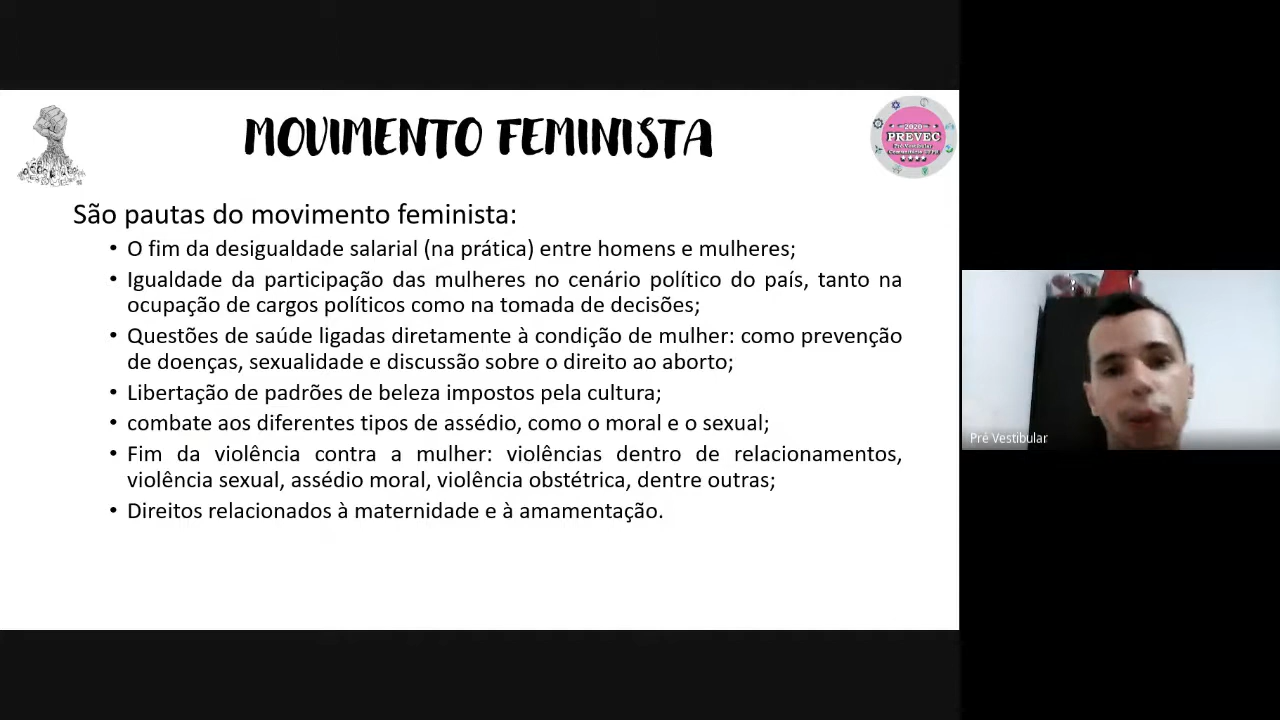 MOVIMENTO FEMINISTA
2020
PREVEC
São pautas do movimento feminista:
• O fim da desigualdade salarial (na prática) entre homens e mulheres;
• Igualdade da participação das mulheres no cenário político do país, tanto na
ocupação de cargos políticos como na tomada de decisões;
• Questões de saúde ligadas diretamente à condição de mulher: como prevenção
de doenças, sexualidade e discussão sobre o direito ao aborto;
• Libertação de padrões de beleza impostos pela cultura;
• combate aos diferentes tipos de assédio, como o moral e o sexual;
• Fim da violência contra a mulher: violências dentro de relacionamentos,
violência sexual, assédio moral, violência obstétrica, dentre outras;
• Direitos relacionados à maternidade e à amamentação.
Pré Vestibular